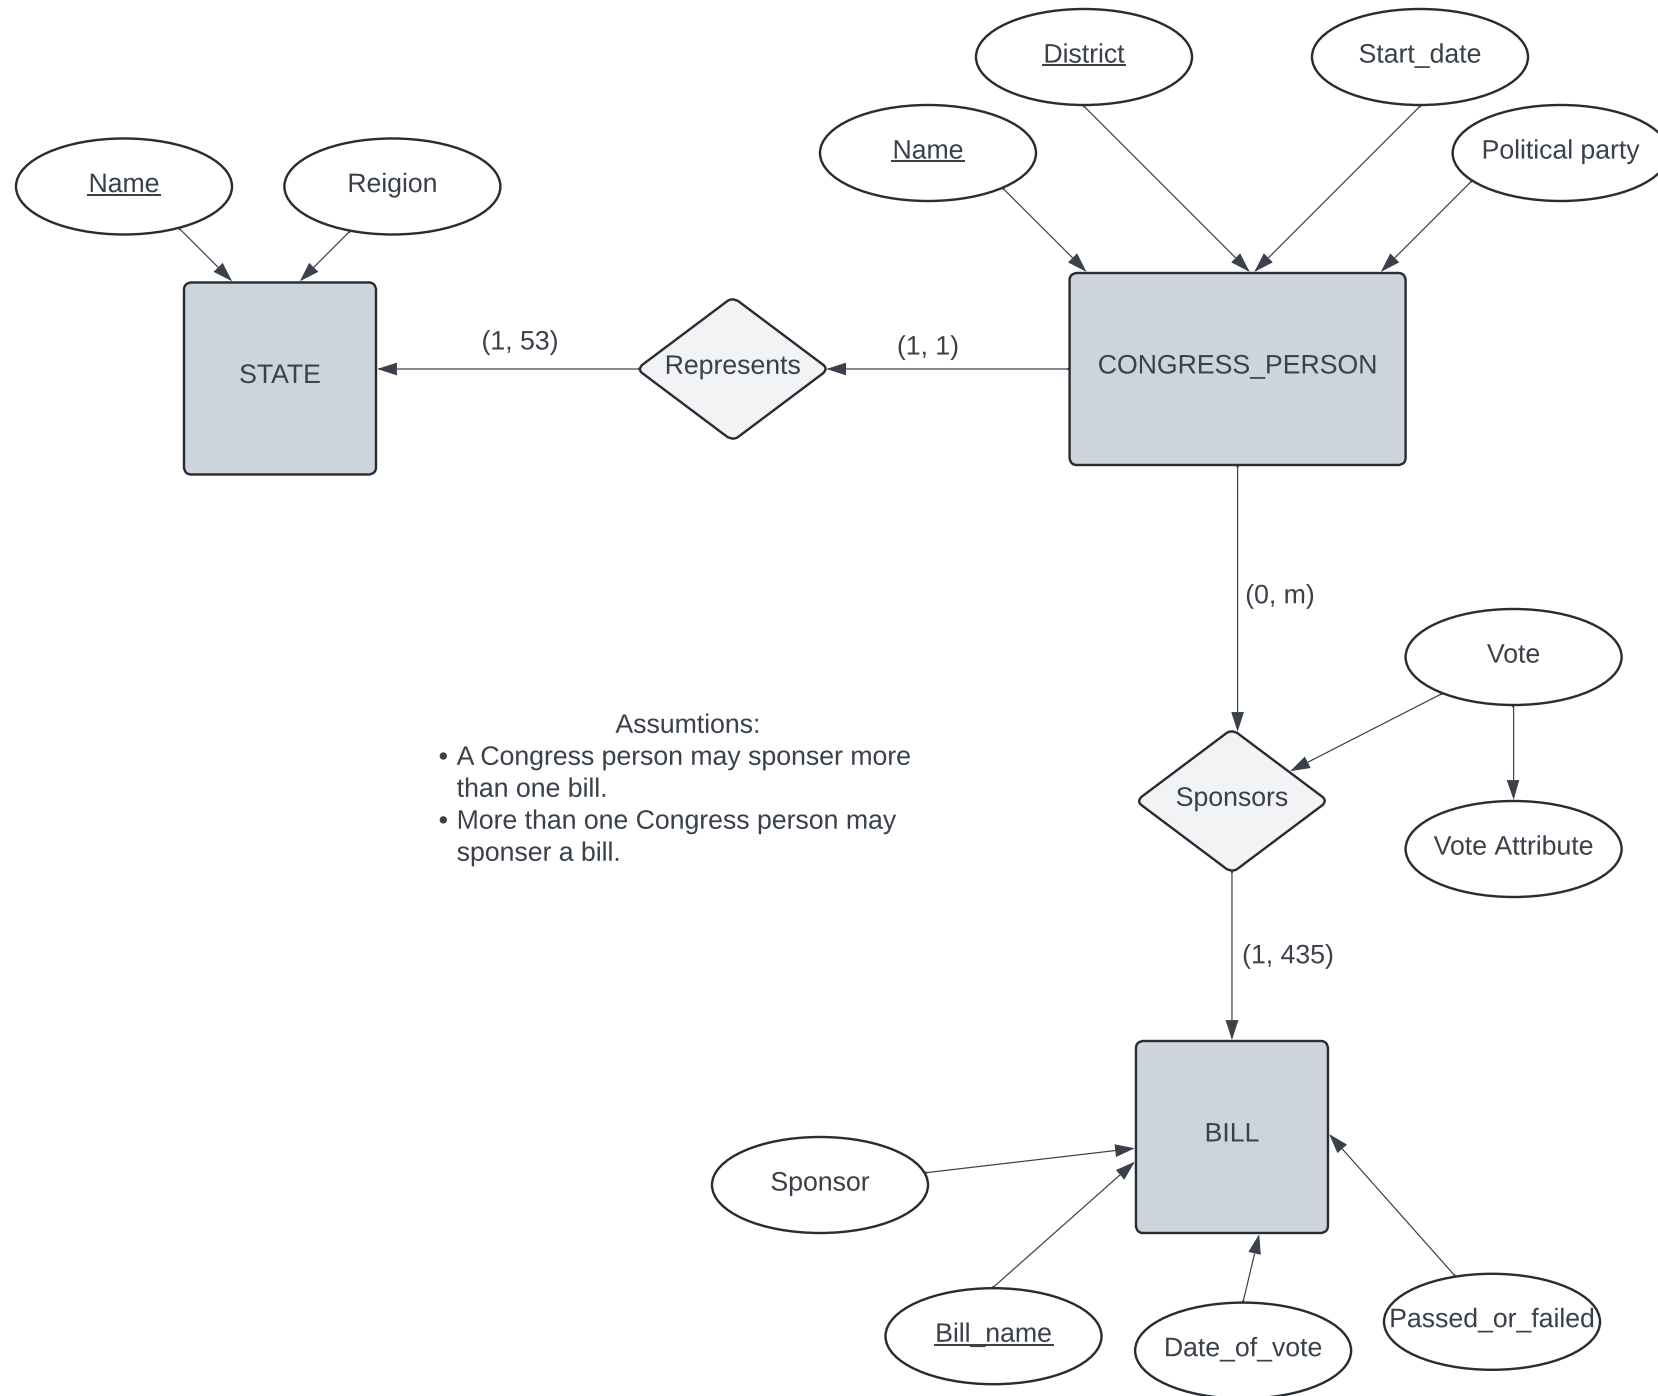 District
Start_date
Name
Political party
Name
Reigion
STATE
(1, 53)
Represents
(1, 1)
CONGRESS_PERSON
(0, m)
Vote
Assumtions:
• A Congress person may sponser more
than one bill.
• More than one Congress person may
sponser a bill.
Sponsors
Vote Attribute
(1, 435)
BILL
Sponsor
Bill_name
Date_of_vote
Passed_or_failed